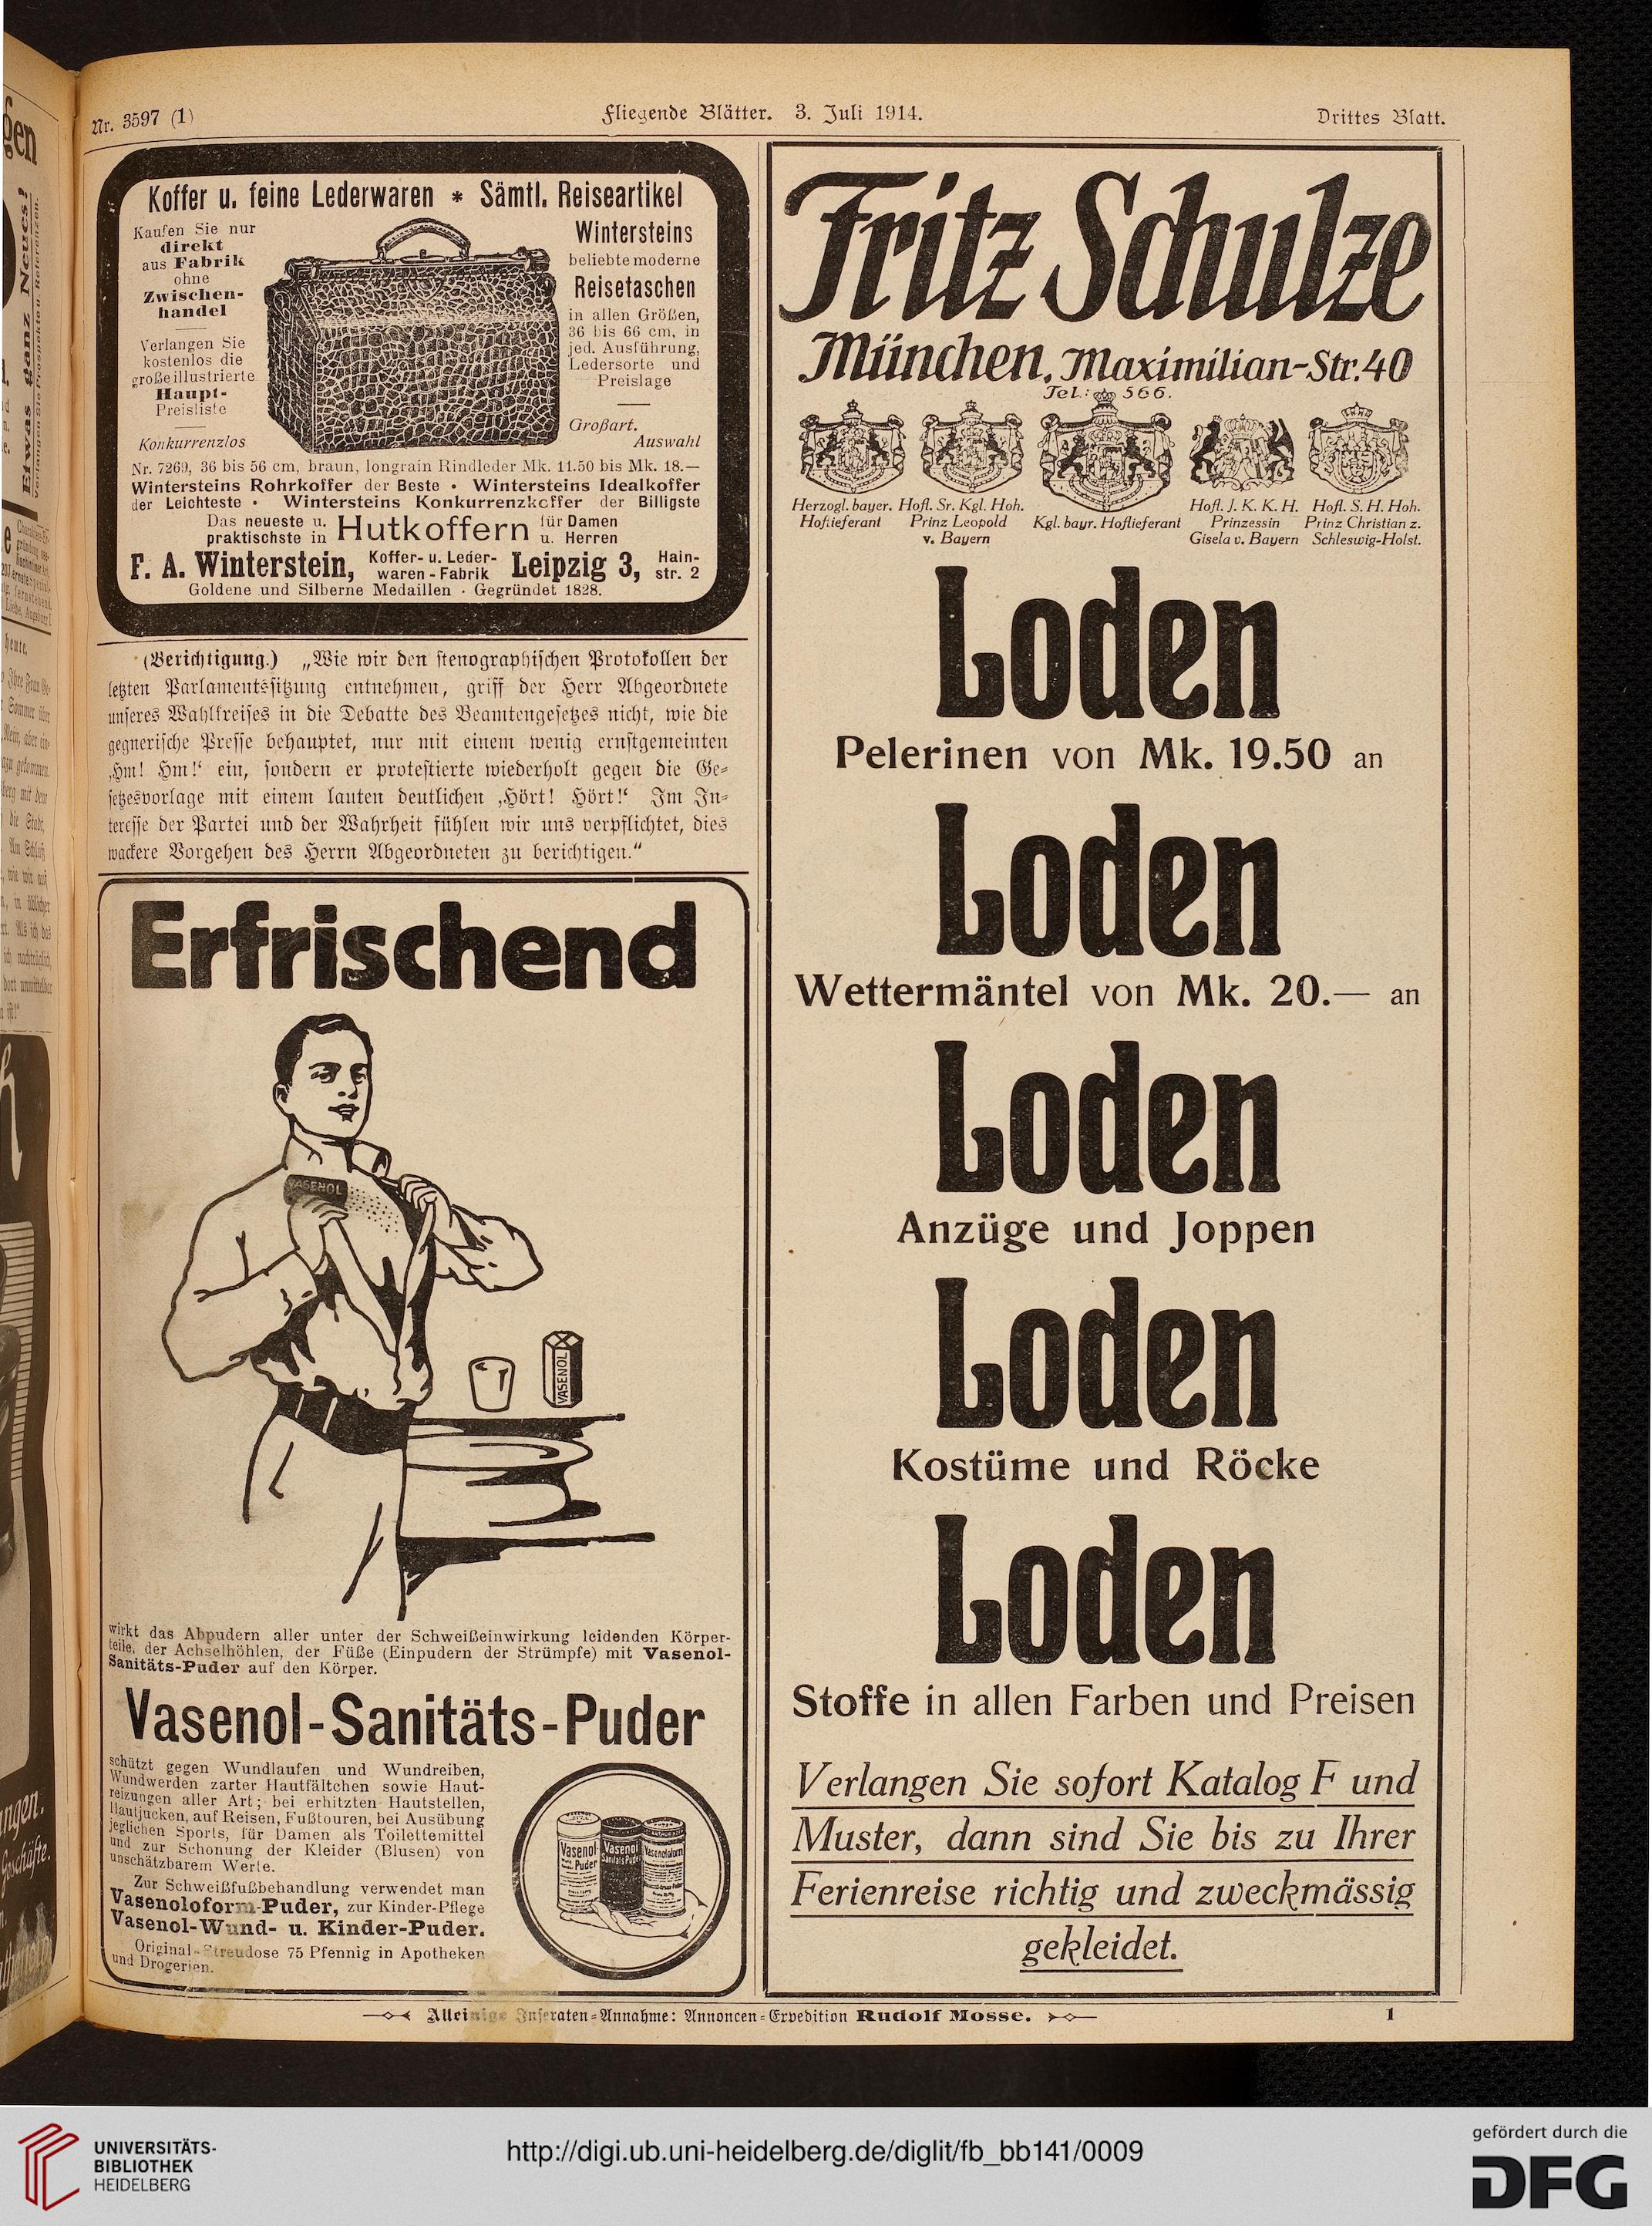 Nr. 3597 (1)
Fliegende Blätter. 3. Juli 1914.
Drittes Blatt.
Koffer u. feine Lederwaren * Sämtl. Reiseartikel
Kaufen Sie nur
direkt
aus Fabrik
ohne
Zwischen-
handel
Verlangen Sie
kostenlos die
große illustrierte
Haupt-
Preisliste
Konkurrenzlos
Wintersteins
beliebte moderne
Reisetaschen
in allen Größen,
36 bis 66 cm, in
jed. Ausführung,
Ledersorte und
Preislage
Großart.
Auswahl
Nr. 7269, 36 bis 56 cm, braun, longrain Rindleder Mk. 11.50 bis Mk. 18.—
Wintersteins Rohrkoffer der Beste • Wintersteins Idealkoffer
der Leichteste • Wintersteins Konkurrenzkoffer der Billigste
Das neueste u. praktischste in Hutkoffern für Damen u. Herren
F. A. Winterstein, Koffer- u. Leder-waren-Fabrik Leipzig 3, Hain-str. 2
Goldene und Silberne Medaillen · Gegründet 1828.
(Berichtigung.) „Wie wir den stenographischen Protokollen der
letzten Parlamentssitzung entnehmen, griff der Herr Abgeordnete
unseres Wahlkreises in die Debatte des Beamtengesetzes nicht, wie die
gegnerische Presse behauptet, nur mit einem wenig ernstgemeinten
‚Hm! Hm!‘ ein, sondern er protestierte wiederholt gegen die Ge-
setzesvorlage mit einem lauten deutlichen ‚Hört! Hört!‘ Im In-
teresse der Partei und der Wahrheit fühlen wir uns verpflichtet, dies
wackere Vorgehen des Herrn Abgeordneten zu berichtigen.“
Erfrischend
VASENOL
VASENOL
wirkt das Abpudern aller unter der Schweißeinwirkung leidenden Körper-
teile, der Achselhöhlen, der Füße (Einpudern der Strümpfe) mit Vasenol-
Sanitäts-Puder auf den Körper.
Vasenol-Sanitäts-Puder
schützt gegen Wundlaufen und Wundreiben,
Wundwerden zarter Hautfältchen sowie Haut-
reizungen aller Art; bei erhitzten Hautstellen,
Hautjucken, auf Reisen, Fußtouren, bei Ausübung
jeglichen Sports, für Damen als Toilettemittel
und zur Schonung der Kleider (Blusen) von
unschätzbarem Werte.
Zur Schweißfußbehandlung verwendet man
Vasenoloform-Puder, zur Kinder-Pflege
Vasenol-Wund- u. Kinder-Puder.
Original-Streudose 75 Pfennig in Apotheken
und Drogerien.
Vasenol Puder
Vasenol Sanitäts Puder
Vasenoloform
Fritz Schulze
München, Maximilian-Str. 40
Tel.: 566.
Herzogl. bayer.
Hoflieferant
Hofl. Sr. Kgl. Hoh.
Prinz Leopold
v. Bayern
Kgl. bayr. Hoflieferant
Hofl. J. K. K. H.
Prinzessin
Gisela v. Bayern
Hofl. S. H. Hoh.
Prinz Christian z.
Schleswig-Holst.
Loden
Pelerinen von Mk. 19.50 an
Loden
Wettermäntel von Mk. 20.— an
Loden
Anzüge und Joppen
Loden
Kostüme und Röcke
Loden
Stoffe in allen Farben und Preisen
Verlangen Sie sofort Katalog F und
Muster, dann sind Sie bis zu Ihrer
Ferienreise richtig und zweckmässig
gekleidet.
Alleinige Inseraten-Annahme: Annoncen-Expedition Rudolf Mosse.
1
UNIVERSITÄTS-
BIBLIOTHEK
HEIDELBERG
http://digi.ub.uni-heidelberg.de/diglit/fb_bb141/0009
gefördert durch die
DFG